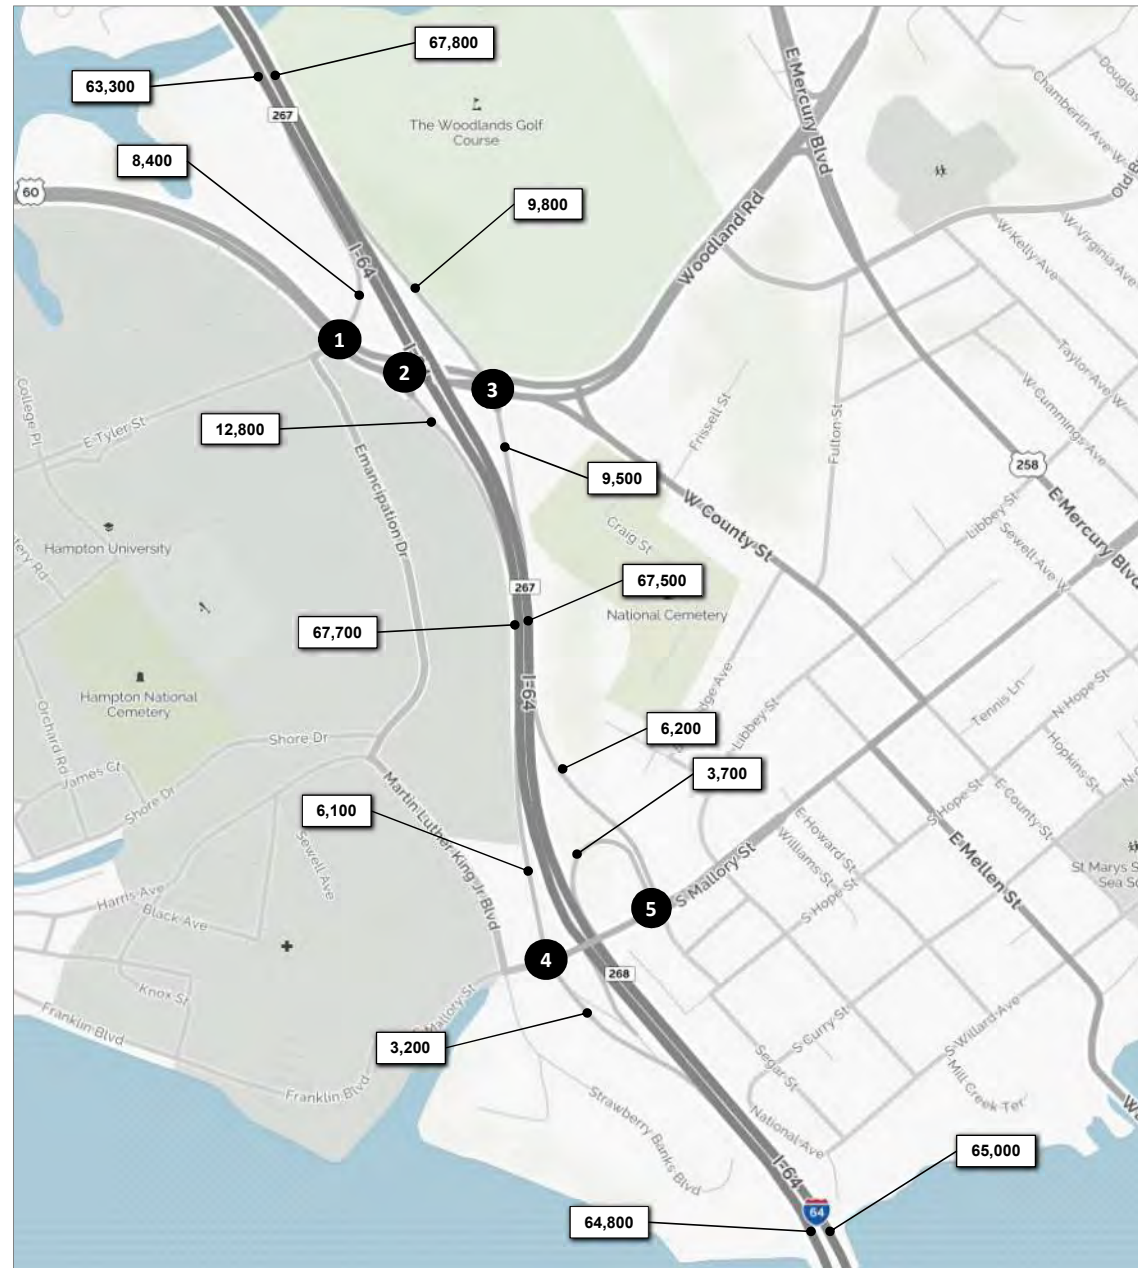 67,800
63,300
267
The Woodlands Golf
Course
E Mercury Blvd
Douglas
Chamberlin Ave W
8,400
60
9,800
I-64
Woodland Rd
W Kelly Ave
W Virginia Ave
1
2
3
Taylor Ave W
W Cummings Ave
College Pl
E Tyler St
12,800
Emancipation Dr
Frissell St
Fulton St
258
9,500
W County St
E Mercury Blvd
Libbey St
Sewell Ave W
Hampton University
Craig St
267
67,500
National Cemetery
67,700
I-64
Hampton National
Cemetery
Orchard Rd
Shore Dr
6,200
Libbey St
Tennis Ln
N Hope St
Hopkins St
James Ct
Shore Dr
3,700
Martin Luther King Jr Blvd
6,100
S Hope St
E County St
E Howard St
Williams St
S Hope St
E Mellen St
St Marys S
Sea Sc
Sewell Ave
S Mallory St
Harris Ave
Black Ave
5
4
268
Knox St
Franklin Blvd
S Mallory St
3,200
S Curry St
S Willard Ave
Segar St
Mill Creek Ter
Franklin Blvd
Strawberry Banks Blvd
National Ave
I-64
65,000
64
64,800